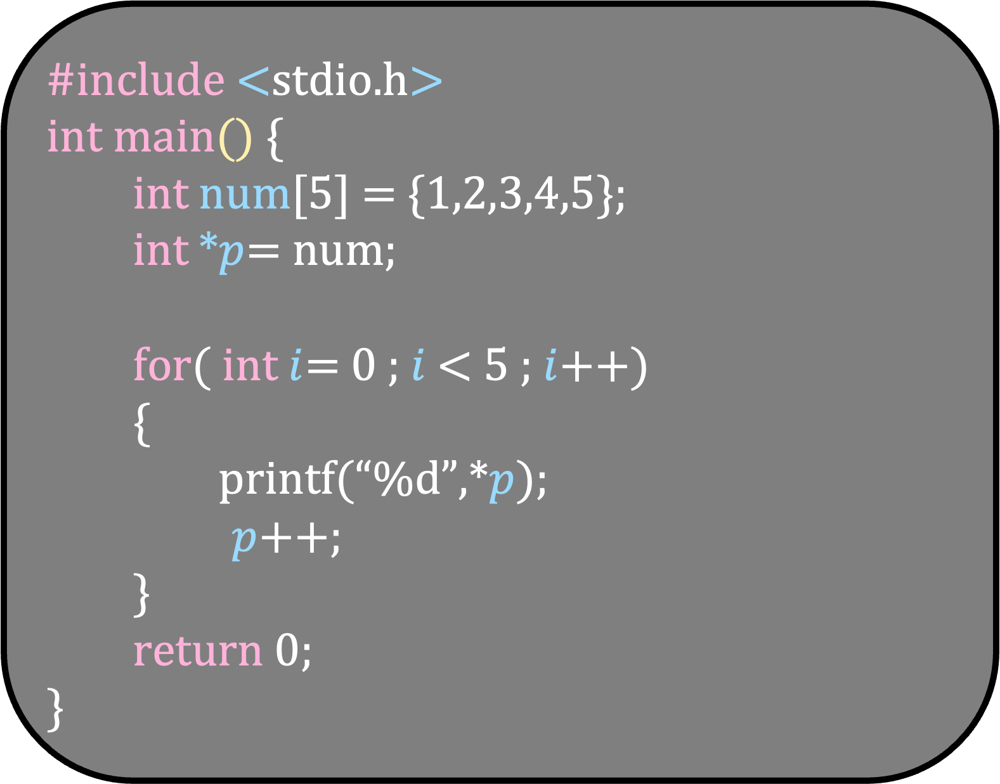 #include <stdio.h>
int main() {
int num[5] = {1,2,3,4,5};
int *p= num;
for( int i= 0 ; i < 5 ; i++)
{
printf(“%d”,*p);
p++;
}
return 0;
}